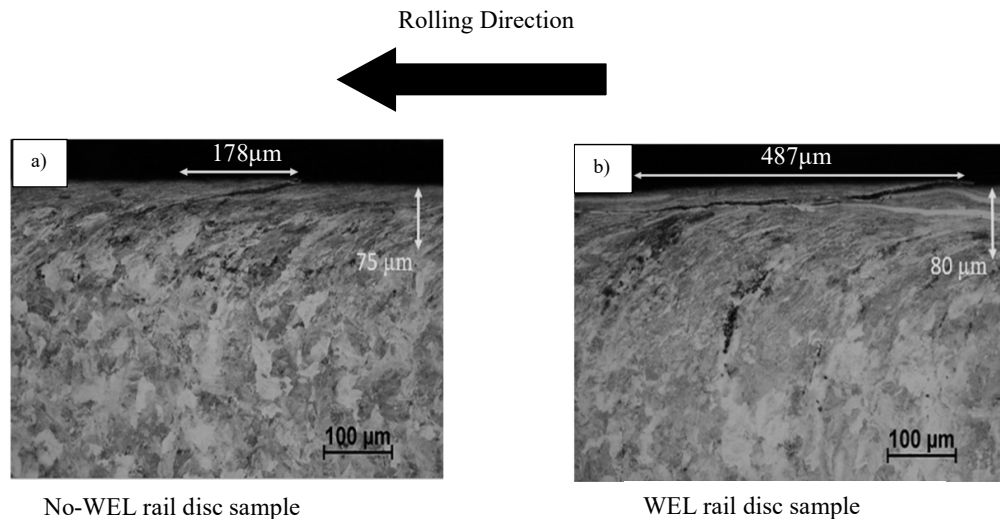 Rolling Direction
a)
178µm
75 µm
100 µm
No-WEL rail disc sample
b)
487µm
80 µm
100 µm
WEL rail disc sample